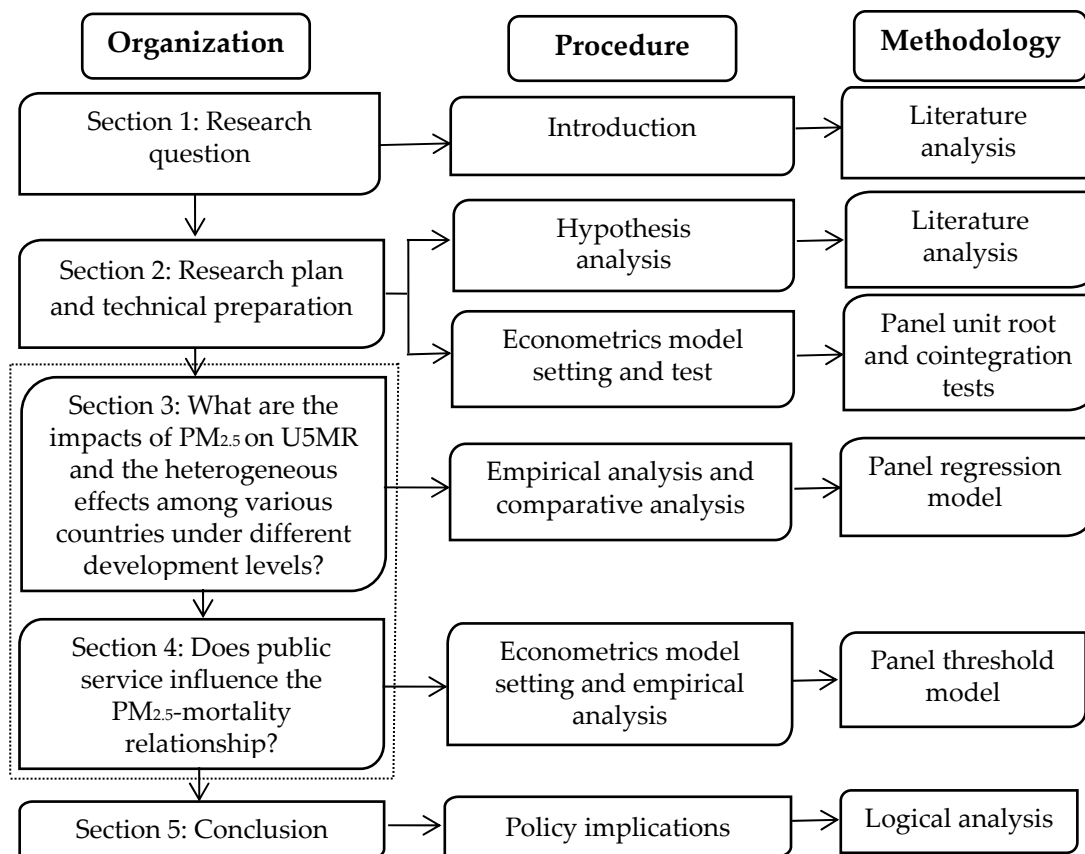 Organization
Procedure
Methodology
Section 1: Research
question
Introduction
Literature
analysis
Section 2: Research plan
and technical preparation
Hypothesis
analysis
Literature
analysis
Econometrics model
setting and test
Panel unit root
and cointegration
tests
Section 3: What are the
impacts of PM2.5 on U5MR
and the heterogeneous
effects among various
countries under different
development levels?
Empirical analysis and
comparative analysis
Panel regression
model
Section 4: Does public
service influence the
PM2.5-mortality
relationship?
Econometrics model
setting and empirical
analysis
Panel threshold
model
Section 5: Conclusion
Policy implications
Logical analysis